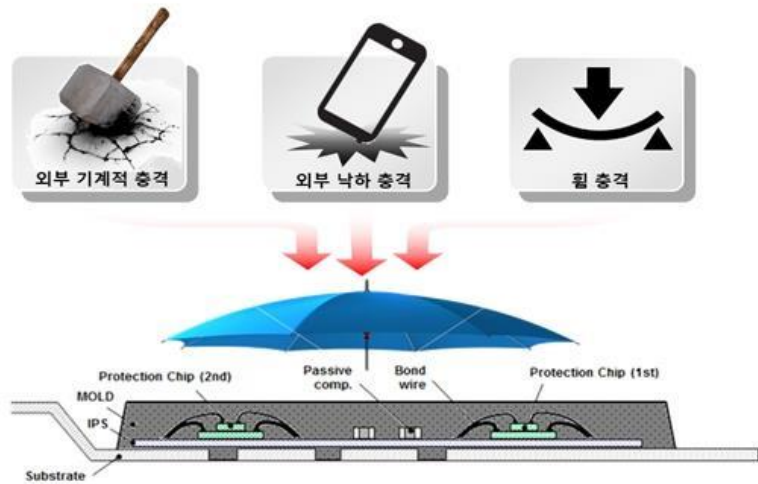 외부 기계적 충격
외부 낙하 충격
휨 충격
Protection Chip (2nd)
Passive
comp.
Bond
wire
Protection Chip (1st)
MOLD
IPS
Substrate